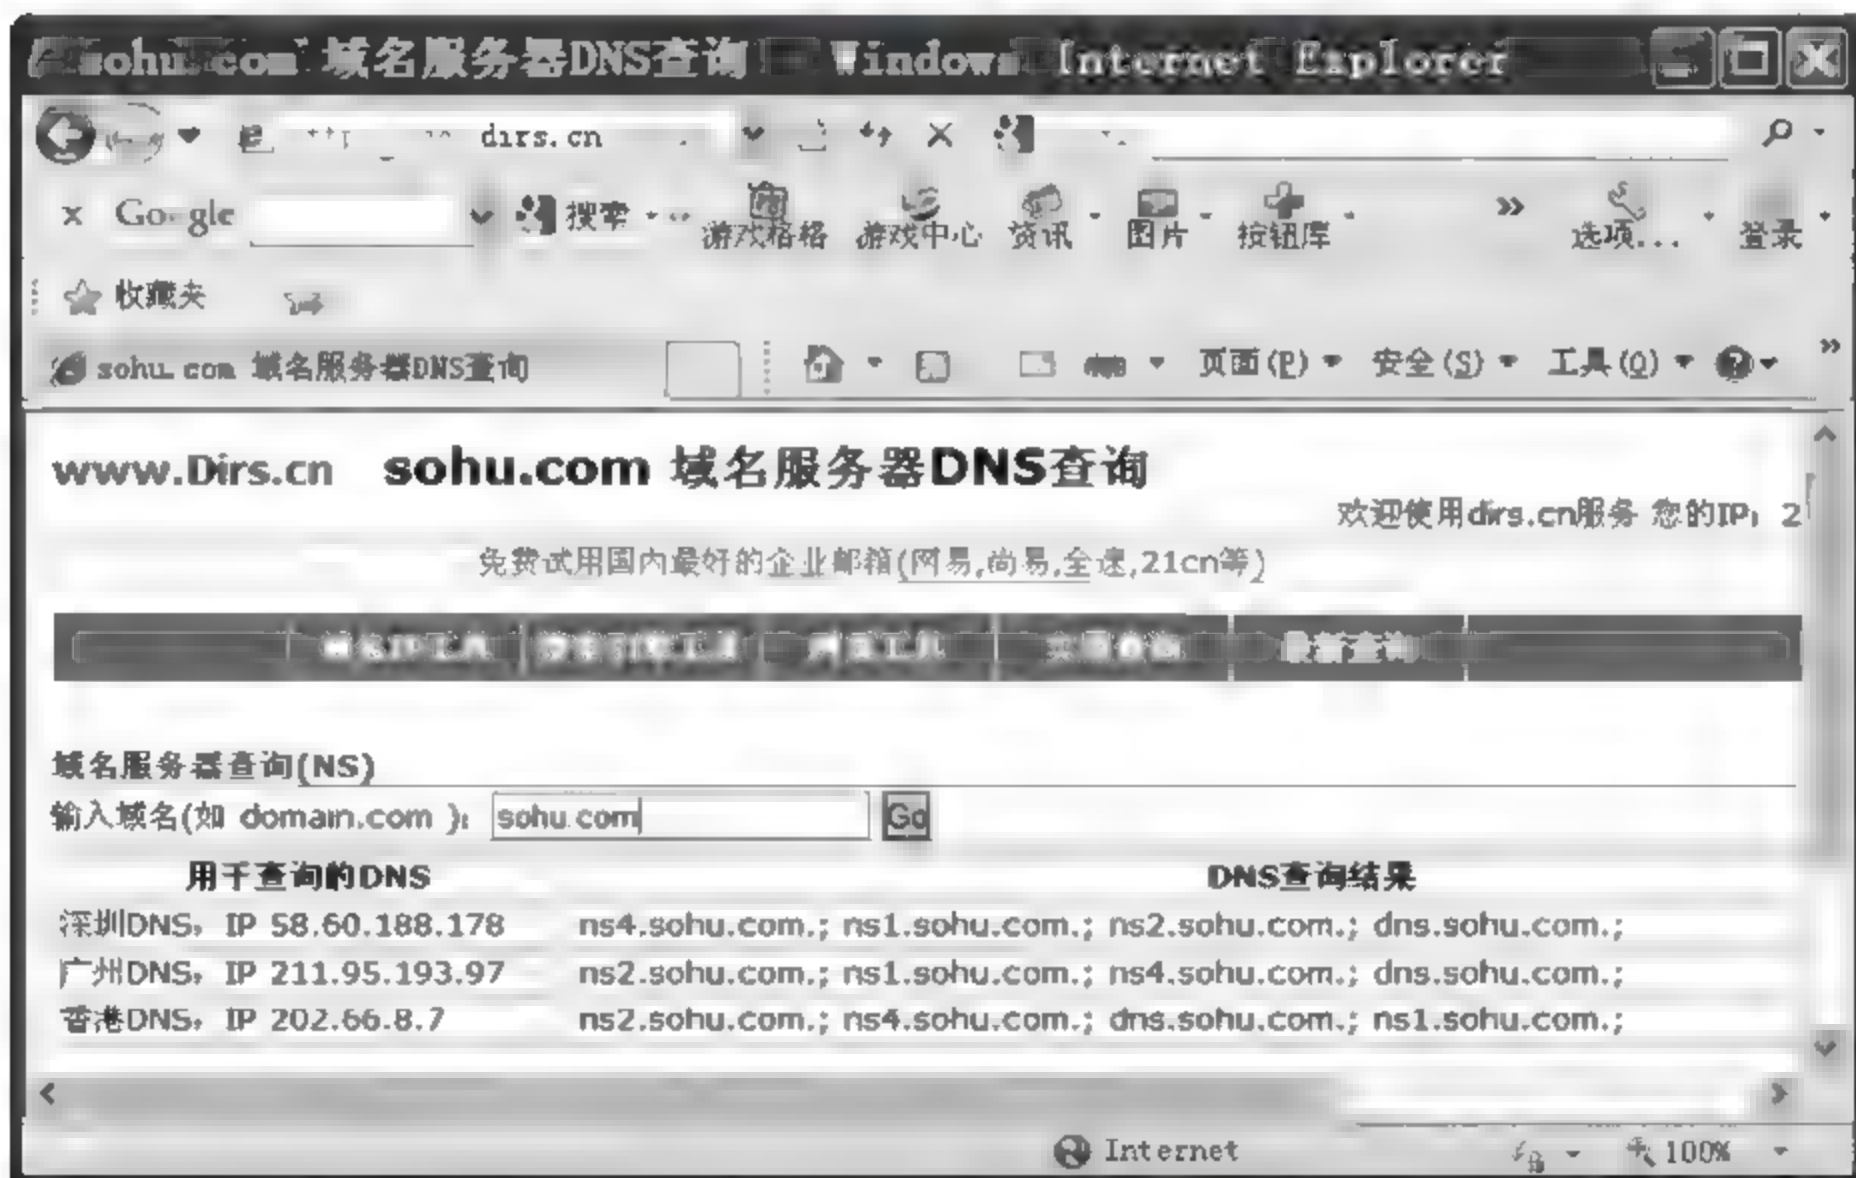 sohu.com 域名服务器DNS查询 Windows Internet Explorer
dirs.cn
Google 搜索 游戏格格 游戏中心 资讯 图片 按钮库 » 选项... 登录
收藏夹
sohu.com 域名服务器DNS查询 页面(P) 安全(S) 工具(O) »
www.Dirs.cn sohu.com 域名服务器DNS查询
欢迎使用dirs.cn服务 您的IP: 2
免费试用国内最好的企业邮箱(网易,尚易,全速,21cn等)
域名服务器查询(NS)
输入域名(如 domain.com ): sohu.com Go
用于查询的DNS DNS查询结果
深圳DNS, IP 58.60.188.178 ns4.sohu.com.; ns1.sohu.com.; ns2.sohu.com.; dns.sohu.com.;
广州DNS, IP 211.95.193.97 ns2.sohu.com.; ns1.sohu.com.; ns4.sohu.com.; dns.sohu.com.;
香港DNS, IP 202.66.8.7 ns2.sohu.com.; ns4.sohu.com.; dns.sohu.com.; ns1.sohu.com.;
Internet 100%